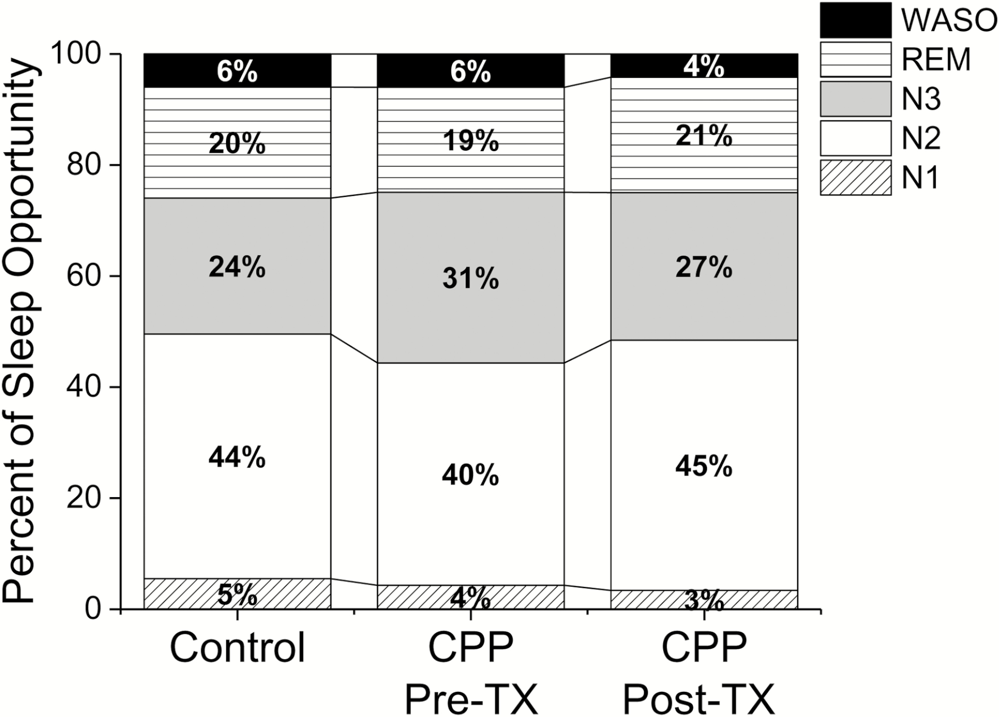 Percent of Sleep Opportunity
100
80
60
40
20
0
6%
20%
24%
44%
5%
6%
19%
31%
40%
4%
4%
21%
27%
45%
3%
Control
CPP
Pre-TX
CPP
Post-TX
WASO
REM
N3
N2
N1